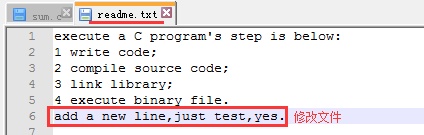 sum.c
readme.txt
1 execute a C program's step is below:
2 1 write code;
3 2 compile source code;
4 3 link library;
5 4 execute binary file.
6 add a new line,just test,yes. 修改文件